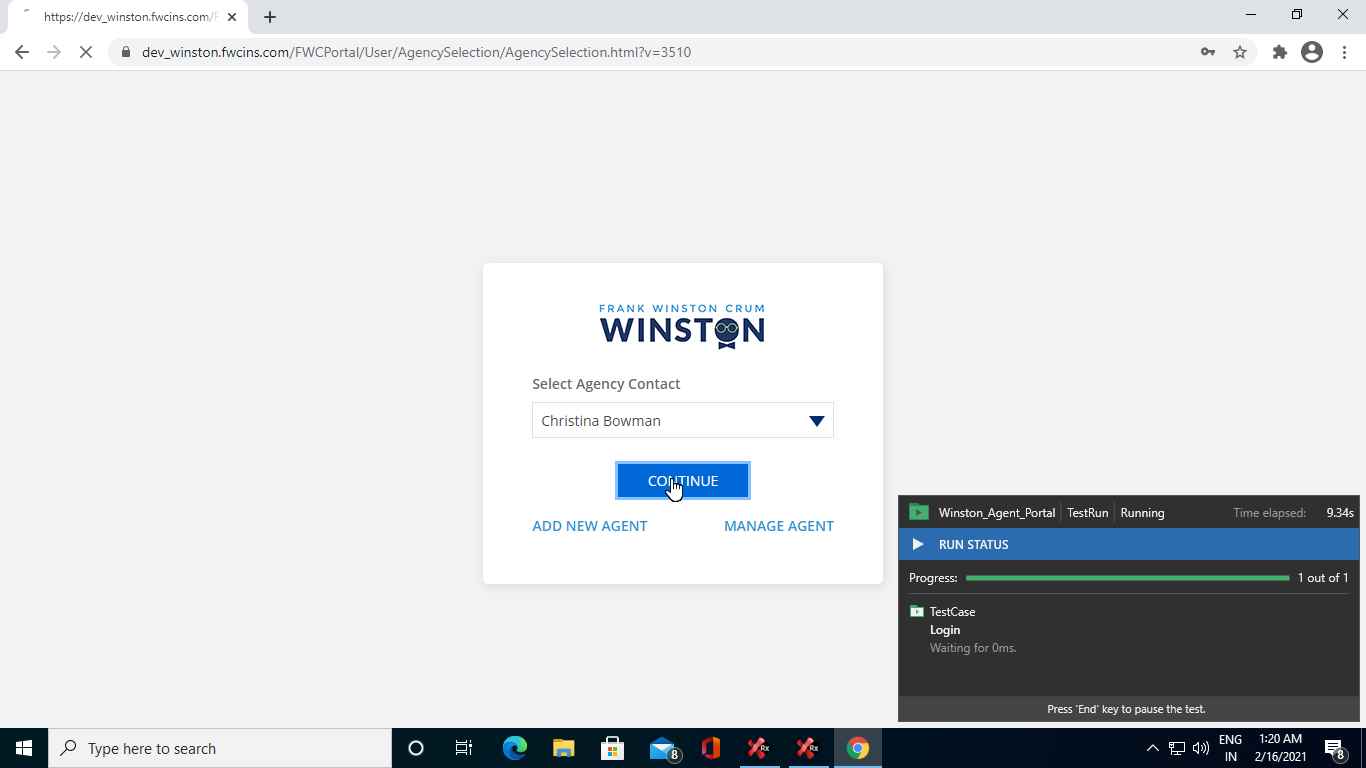 https://dev_winston.fwcins.com/F
dev_winston.fwcins.com/FWCPortal/User/AgencySelection/AgencySelection.html?v=3510
FRANK WINSTON CRUM
WINSTON
Select Agency Contact
Christina Bowman
CONTINUE
ADD NEW AGENT MANAGE AGENT
Winston_Agent_Portal TestRun Running Time elapsed: 9.34s
RUN STATUS
Progress: 1 out of 1
TestCase
Login
Waiting for 0ms.
Press 'End' key to pause the test.
Type here to search
8
Rx
Rx
ENG
IN
1:20 AM
2/16/2021
8